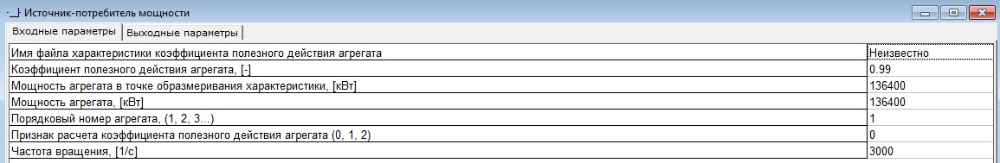 Источник-потребитель мощности
Входные параметры Выходные параметры
Имя файла характеристики коэффициента полезного действия агрегата Неизвестно
Коэффициент полезного действия агрегата, [-] 0.99
Мощность агрегата в точке образмеривания характеристики, [кВт] 136400
Мощность агрегата, [кВт] 136400
Порядковый номер агрегата, (1, 2, 3...) 1
Признак расчета коэффициента полезного действия агрегата (0, 1, 2) 0
Частота вращения, [1/с] 3000